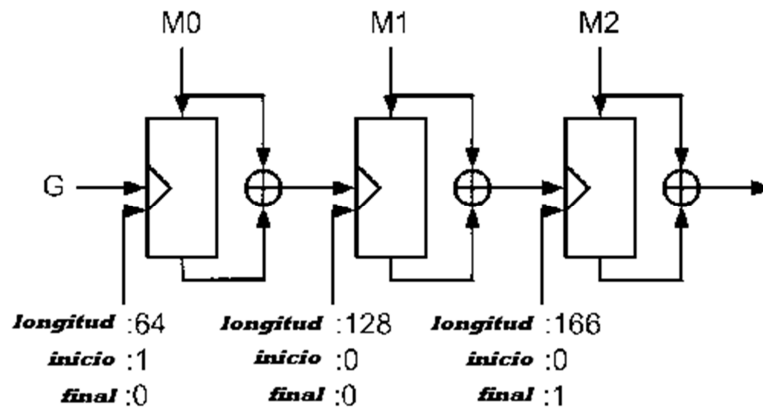 M0 M1 M2
G
longitud :64 longitud :128 longitud :166
inicio :1 inicio :0 inicio :0
final :0 final :0 final :1